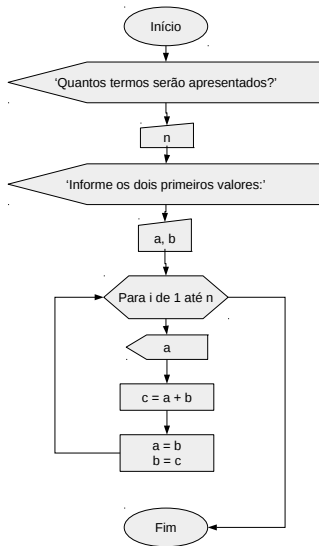 Início
‘Quantos termos serão apresentados?’
n
‘Informe os dois primeiros valores:’
a, b
Para i de 1 até n
a
c = a + b
a = b
b = c
Fim